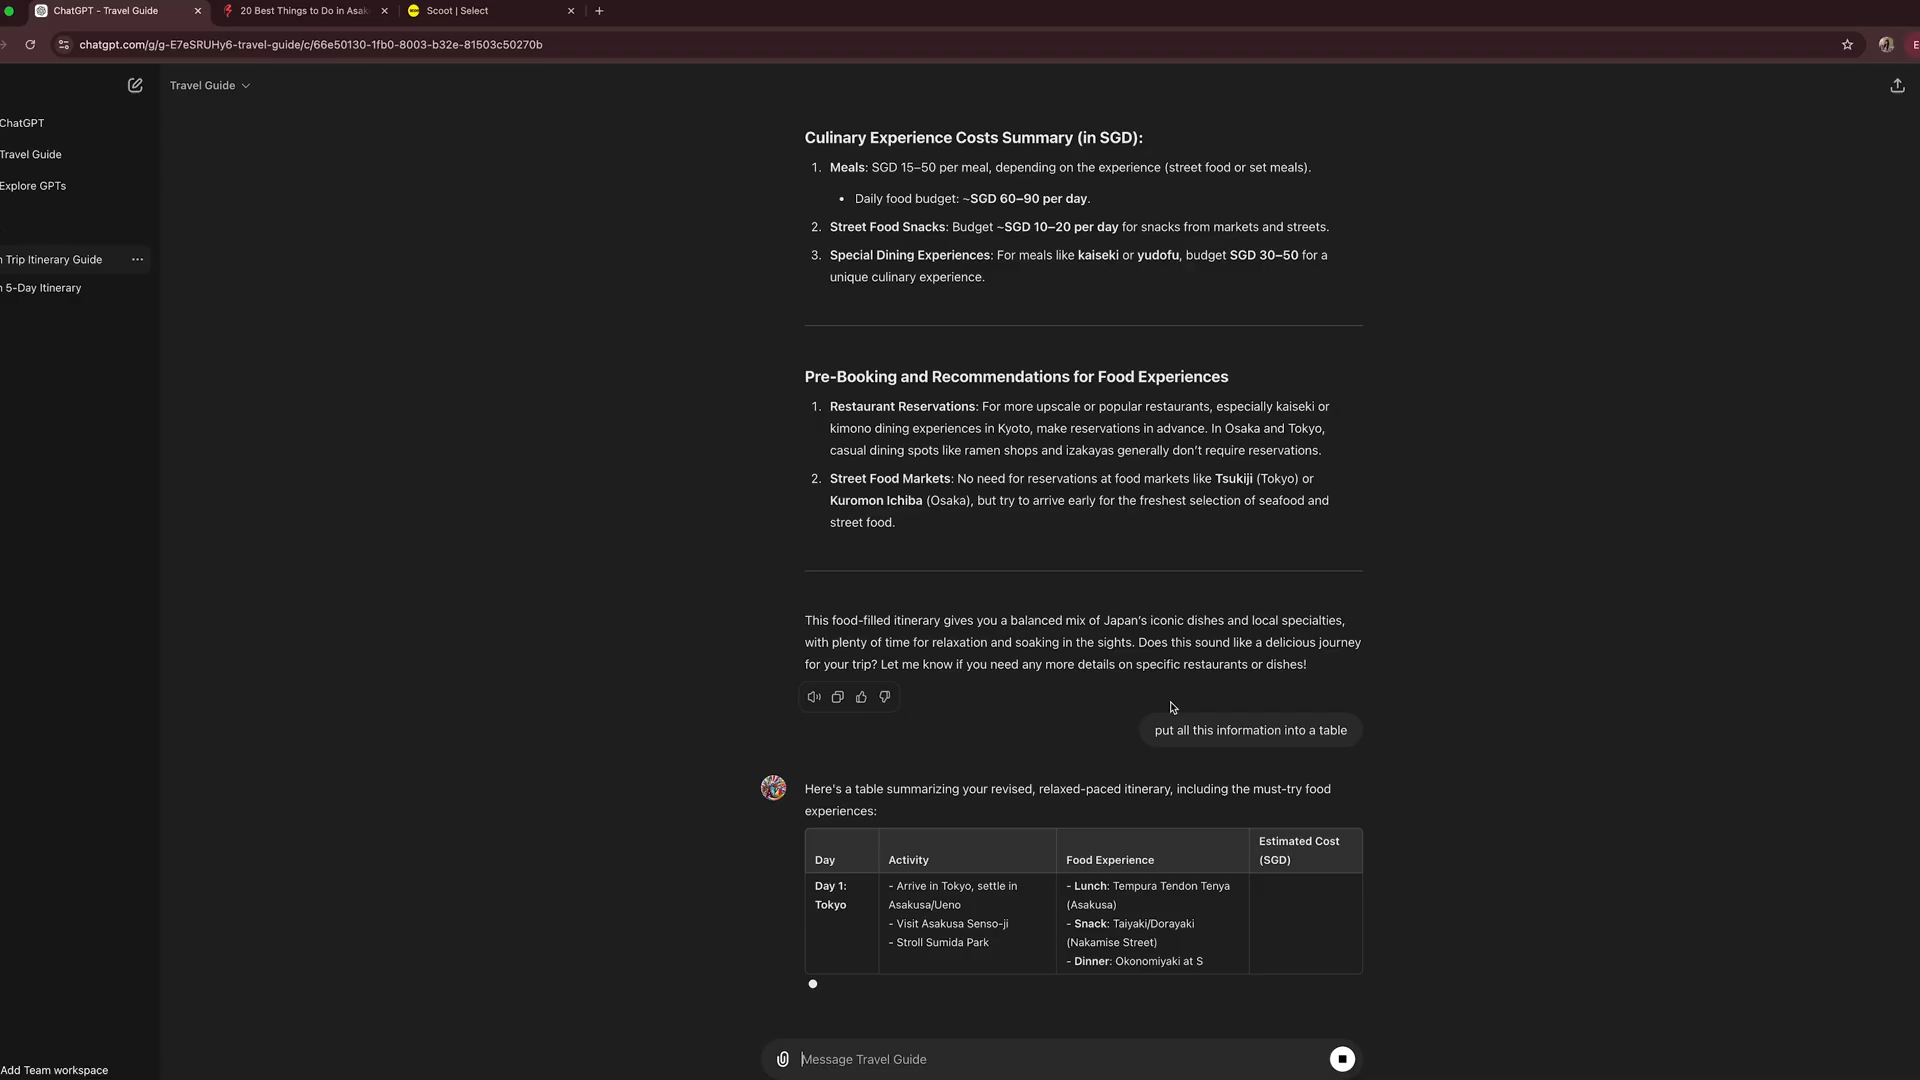 ChatGPT - Travel Guide
20 Best Things to Do in Asak
Scoot | Select
chatgpt.com/g/g-E7eSRUHy6-travel-guide/c/66e50130-1fb0-8003-b32e-81503c50270b
E
Travel Guide
ChatGPT
Travel Guide
Explore GPTs
n Trip Itinerary Guide
n 5-Day Itinerary
Add Team workspace
Culinary Experience Costs Summary (in SGD):
1. Meals: SGD 15–50 per meal, depending on the experience (street food or set meals).
• Daily food budget: ~SGD 60–90 per day.
2. Street Food Snacks: Budget ~SGD 10–20 per day for snacks from markets and streets.
3. Special Dining Experiences: For meals like kaiseki or yudofu, budget SGD 30–50 for a
unique culinary experience.
Pre-Booking and Recommendations for Food Experiences
1. Restaurant Reservations: For more upscale or popular restaurants, especially kaiseki or
kimono dining experiences in Kyoto, make reservations in advance. In Osaka and Tokyo,
casual dining spots like ramen shops and izakayas generally don’t require reservations.
2. Street Food Markets: No need for reservations at food markets like Tsukiji (Tokyo) or
Kuromon Ichiba (Osaka), but try to arrive early for the freshest selection of seafood and
street food.
This food-filled itinerary gives you a balanced mix of Japan’s iconic dishes and local specialties,
with plenty of time for relaxation and soaking in the sights. Does this sound like a delicious journey
for your trip? Let me know if you need any more details on specific restaurants or dishes!
put all this information into a table
Here's a table summarizing your revised, relaxed-paced itinerary, including the must-try food
experiences:
Day
Activity
Food Experience
Estimated Cost
(SGD)
Day 1:
Tokyo
- Arrive in Tokyo, settle in
Asakusa/Ueno
- Visit Asakusa Senso-ji
- Stroll Sumida Park
- Lunch: Tempura Tendon Tenya
(Asakusa)
- Snack: Taiyaki/Dorayaki
(Nakamise Street)
- Dinner: Okonomiyaki at S
Message Travel Guide